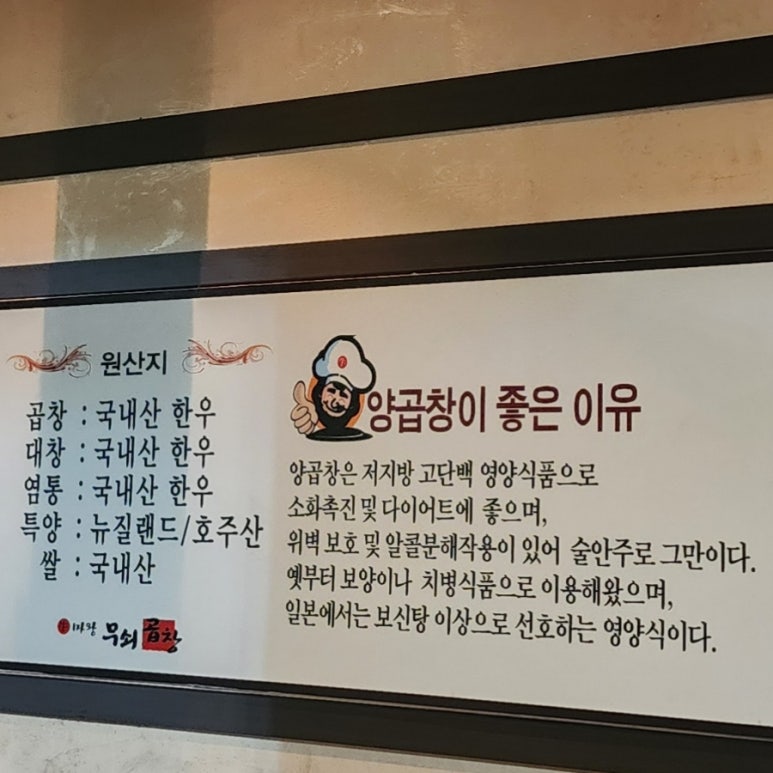 원산지
곱창 : 국내산 한우
대창 : 국내산 한우
염통 : 국내산 한우
특양 : 뉴질랜드/호주산
쌀 : 국내산
무쇠 곱창
양곱창이 좋은 이유
양곱창은 저지방 고단백 영양식품으로
소화촉진 및 다이어트에 좋으며,
위벽 보호 및 알콜분해작용이 있어 술안주로 그만이다.
옛부터 보양이나 치병식품으로 이용해왔으며,
일본에서는 보신탕 이상으로 선호하는 영양식이다.